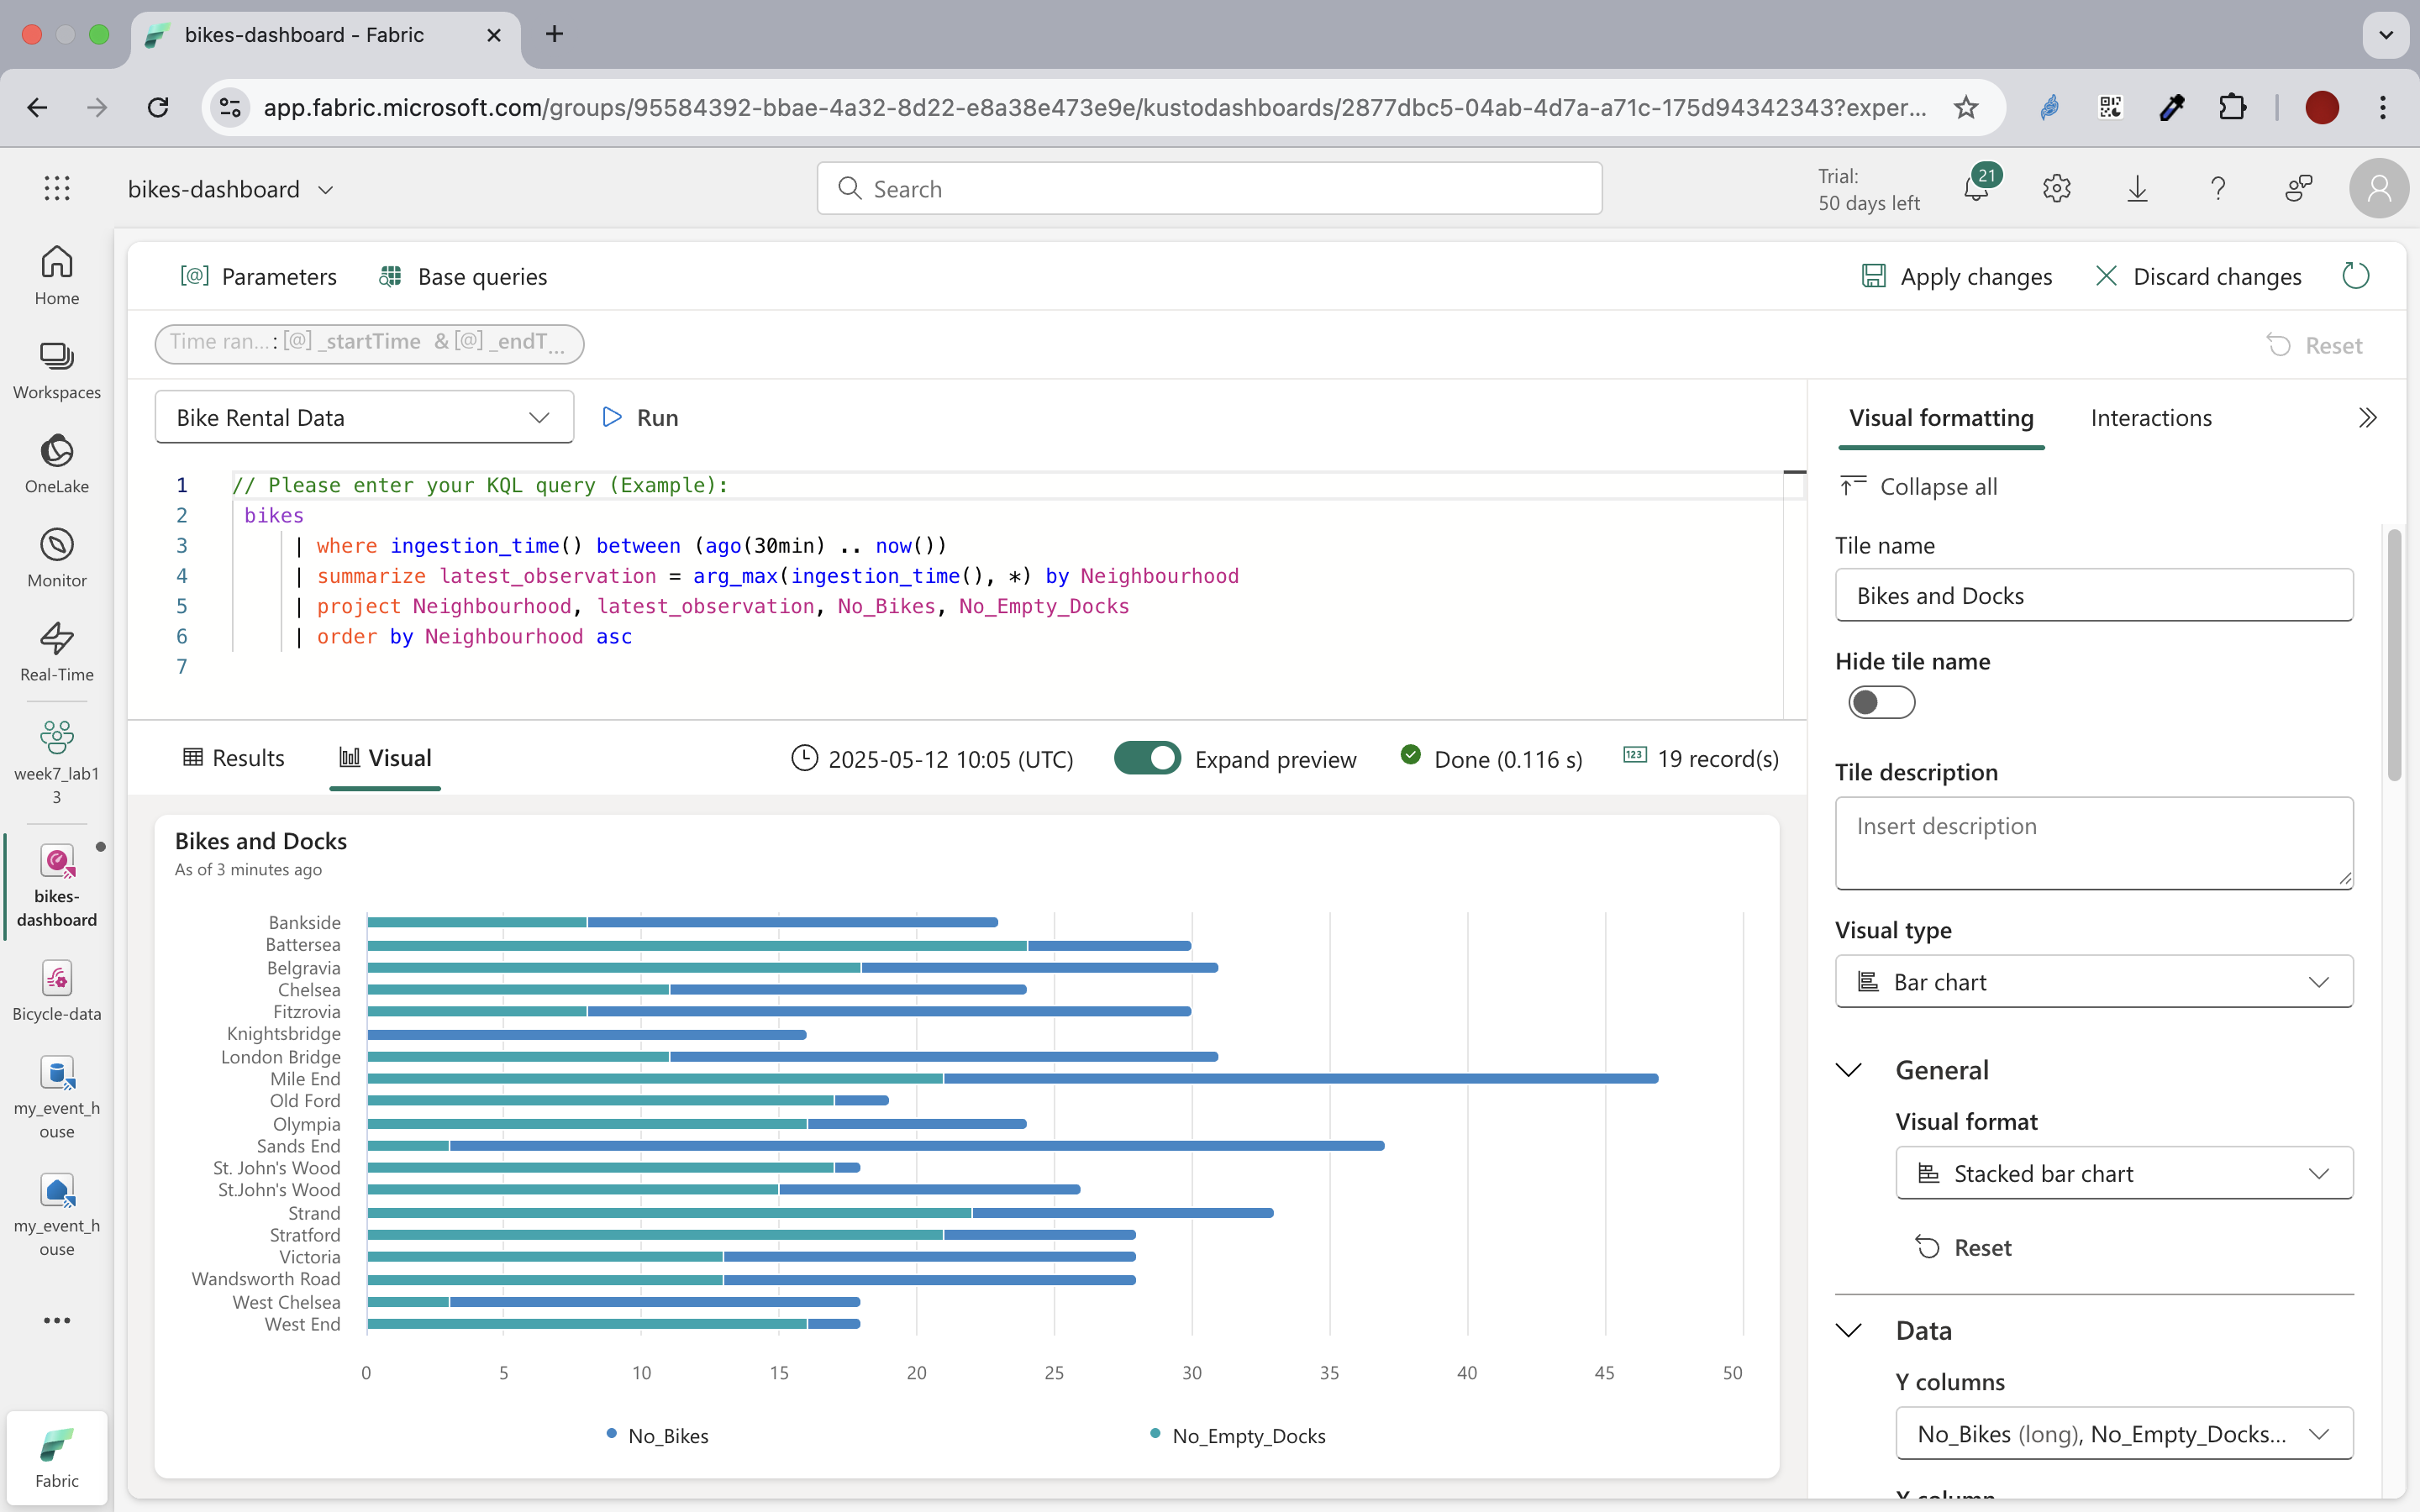 bikes-dashboard - Fabric
app.fabric.microsoft.com/groups/95584392-bbae-4a32-8d22-e8a38e473e9e/kustodashboards/2877dbc5-04ab-4d7a-a71c-175d94342343?exper...
bikes-dashboard
Search
Trial:
50 days left
21
Home
Workspaces
OneLake
Monitor
Real-Time
week7_lab1
3
bikes-
dashboard
Bicycle-data
my_event_h
ouse
my_event_h
ouse
Fabric
[@] Parameters
Base queries
Apply changes
Discard changes
Time ran... : [@] _startTime & [@] _endT...
Reset
Bike Rental Data
Run
1 // Please enter your KQL query (Example):
2 bikes
3 | where ingestion_time() between (ago(30min) .. now())
4 | summarize latest_observation = arg_max(ingestion_time(), *) by Neighbourhood
5 | project Neighbourhood, latest_observation, No_Bikes, No_Empty_Docks
6 | order by Neighbourhood asc
7
Results
Visual
2025-05-12 10:05 (UTC)
Expand preview
Done (0.116 s)
123
19 record(s)
Bikes and Docks
As of 3 minutes ago
Bankside
Battersea
Belgravia
Chelsea
Fitzrovia
Knightsbridge
London Bridge
Mile End
Old Ford
Olympia
Sands End
St. John's Wood
St.John's Wood
Strand
Stratford
Victoria
Wandsworth Road
West Chelsea
West End
0 5 10 15 20 25 30 35 40 45 50
No_Bikes
No_Empty_Docks
Visual formatting
Interactions
Collapse all
Tile name
Bikes and Docks
Hide tile name
Tile description
Insert description
Visual type
Bar chart
General
Visual format
Stacked bar chart
Reset
Data
Y columns
No_Bikes (long), No_Empty_Docks...
X column